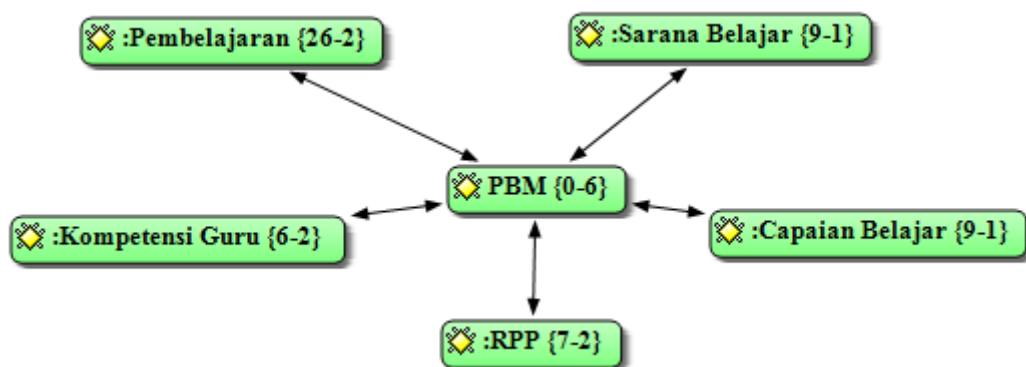 :Pembelajaran {26-2}
:Sarana Belajar {9-1}
PBM {0-6}
:Kompetensi Guru {6-2}
:Capaian Belajar {9-1}
:RPP {7-2}